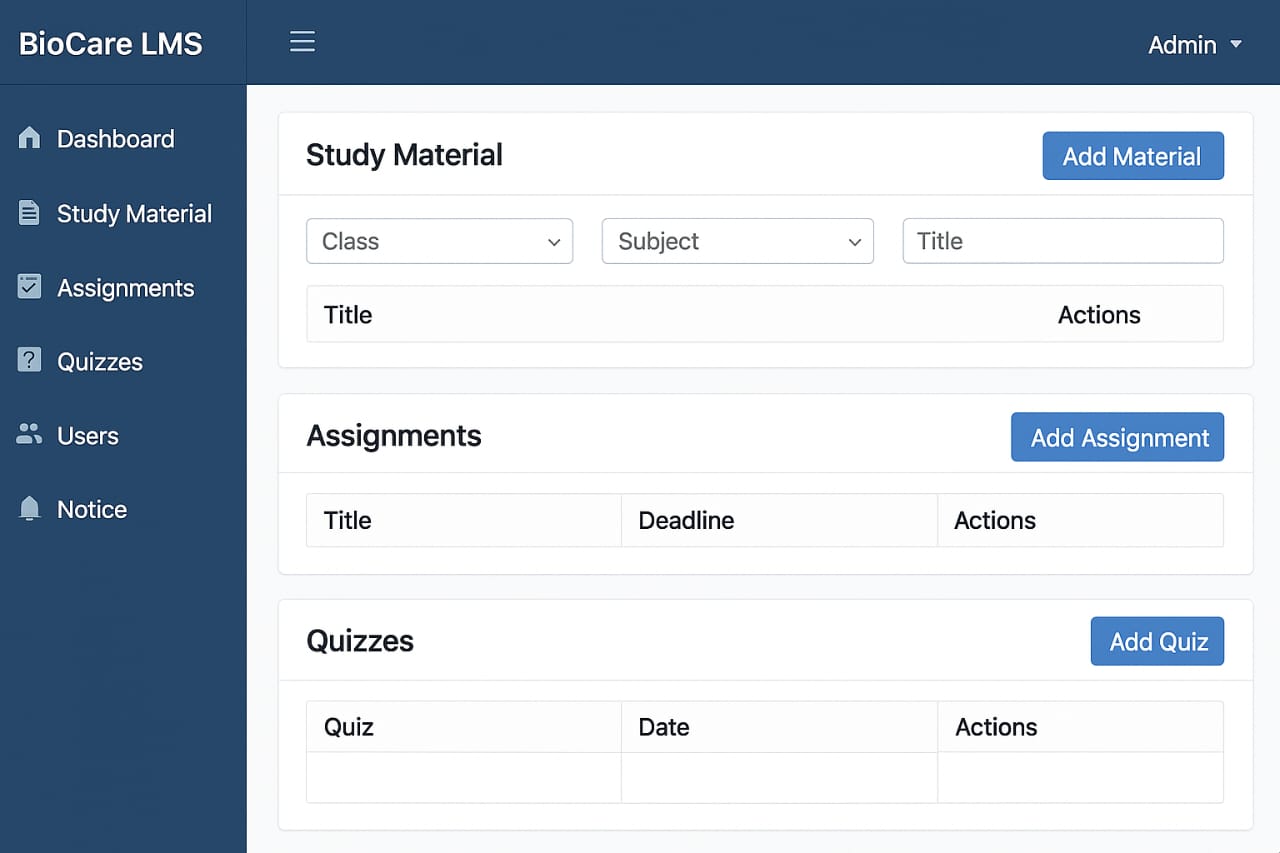 BioCare LMS
Admin
Dashboard
Study Material
Assignments
Quizzes
Users
Notice
Study Material
Add Material
Class
Subject
Title
Title
Actions
Assignments
Add Assignment
Title
Deadline
Actions
Quizzes
Add Quiz
Quiz
Date
Actions